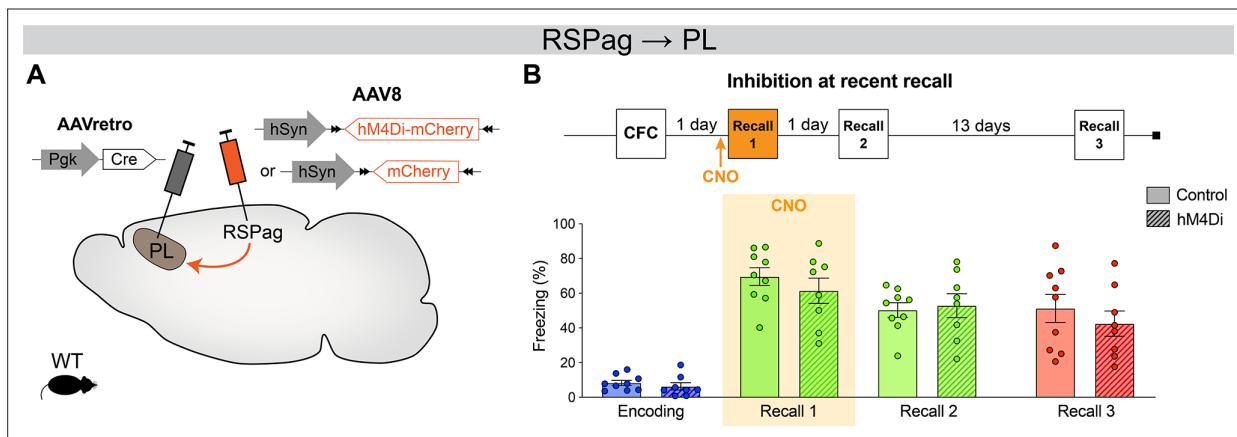 RSPag → PL
A
AAVretro
Pgk
Cre
AAV8
hSyn
hM4Di-mCherry
or
hSyn
mCherry
PL
RSPag
WT
B
Inhibition at recent recall
CFC
1 day
Recall
1
1 day
Recall
2
13 days
Recall
3
CNO
CNO
Control
hM4Di
Freezing (%)
100
80
60
40
20
0
Encoding
Recall 1
Recall 2
Recall 3